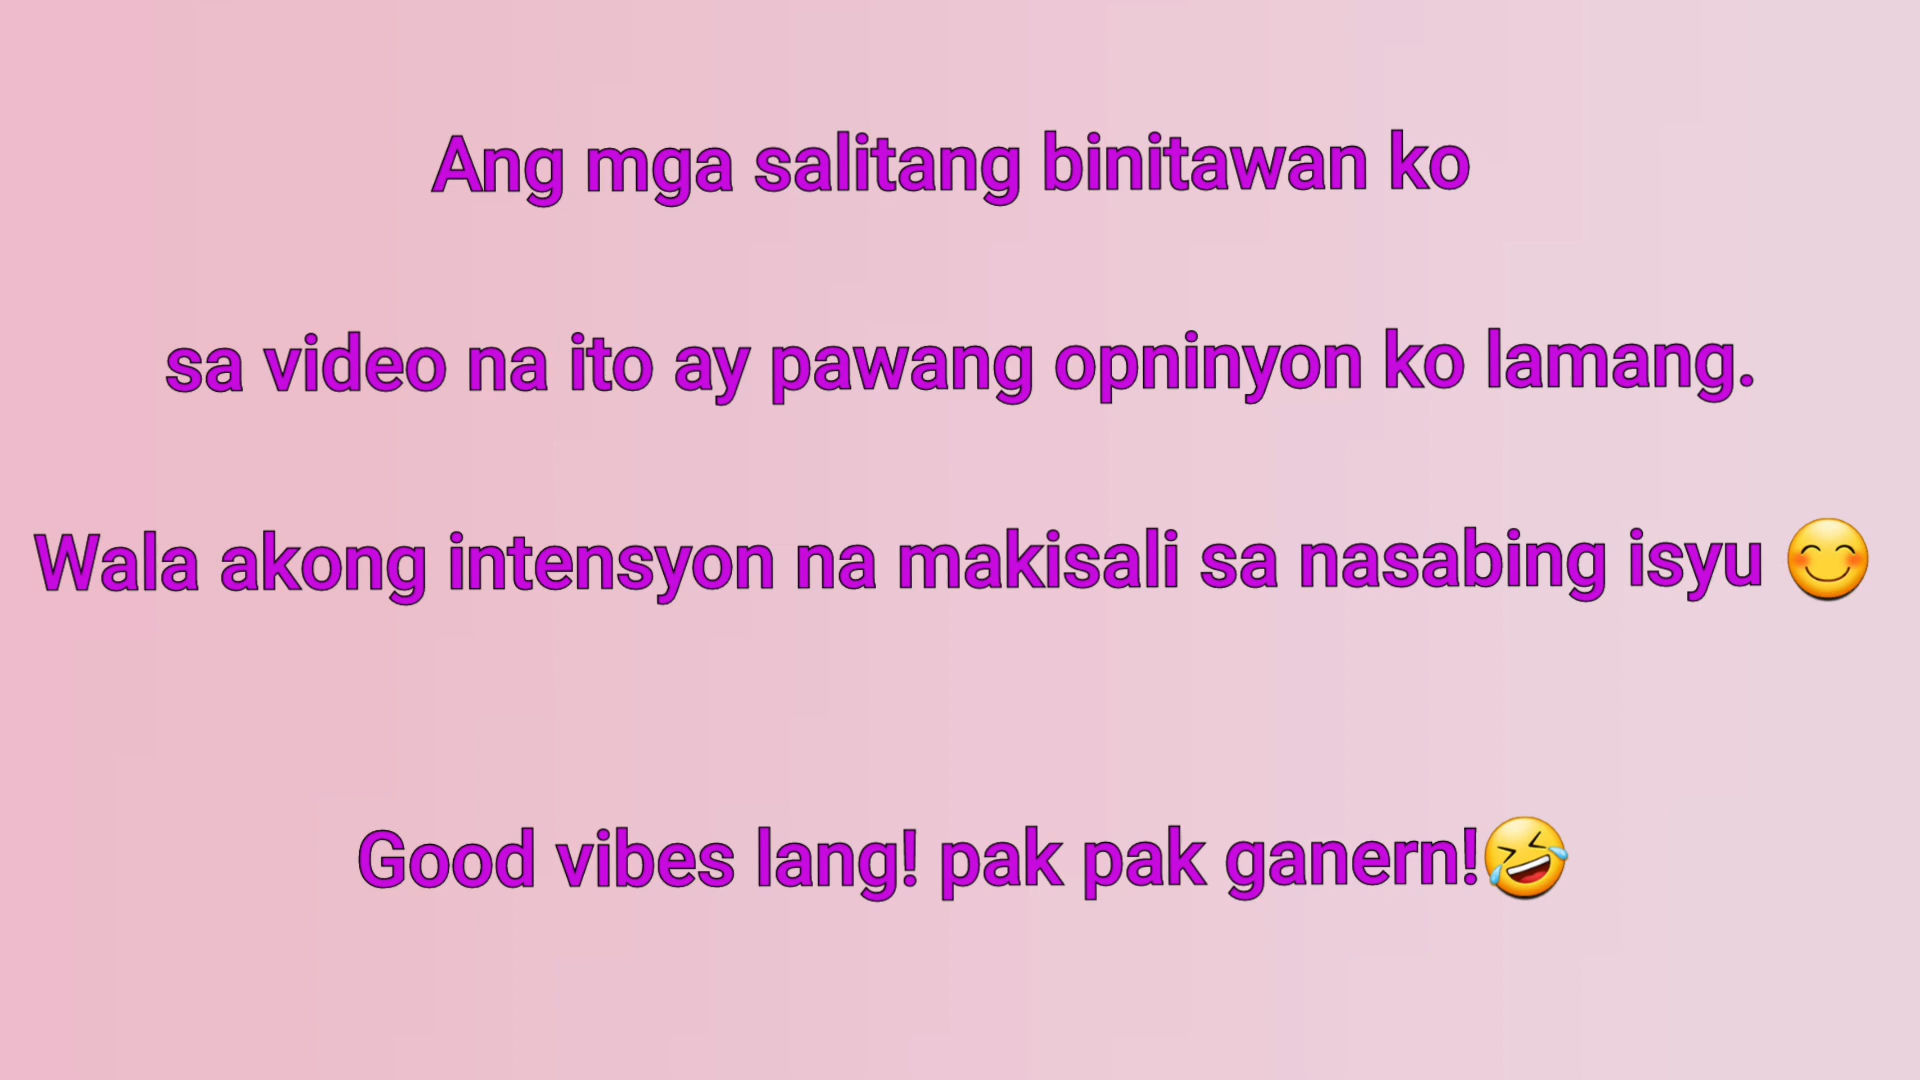 Ang mga salitang binitawan ko
sa video na ito ay pawang opninyon ko lamang.
Wala akong intensyon na makisali sa nasabing isyu 😊
Good vibes lang! pak pak ganern!🤣